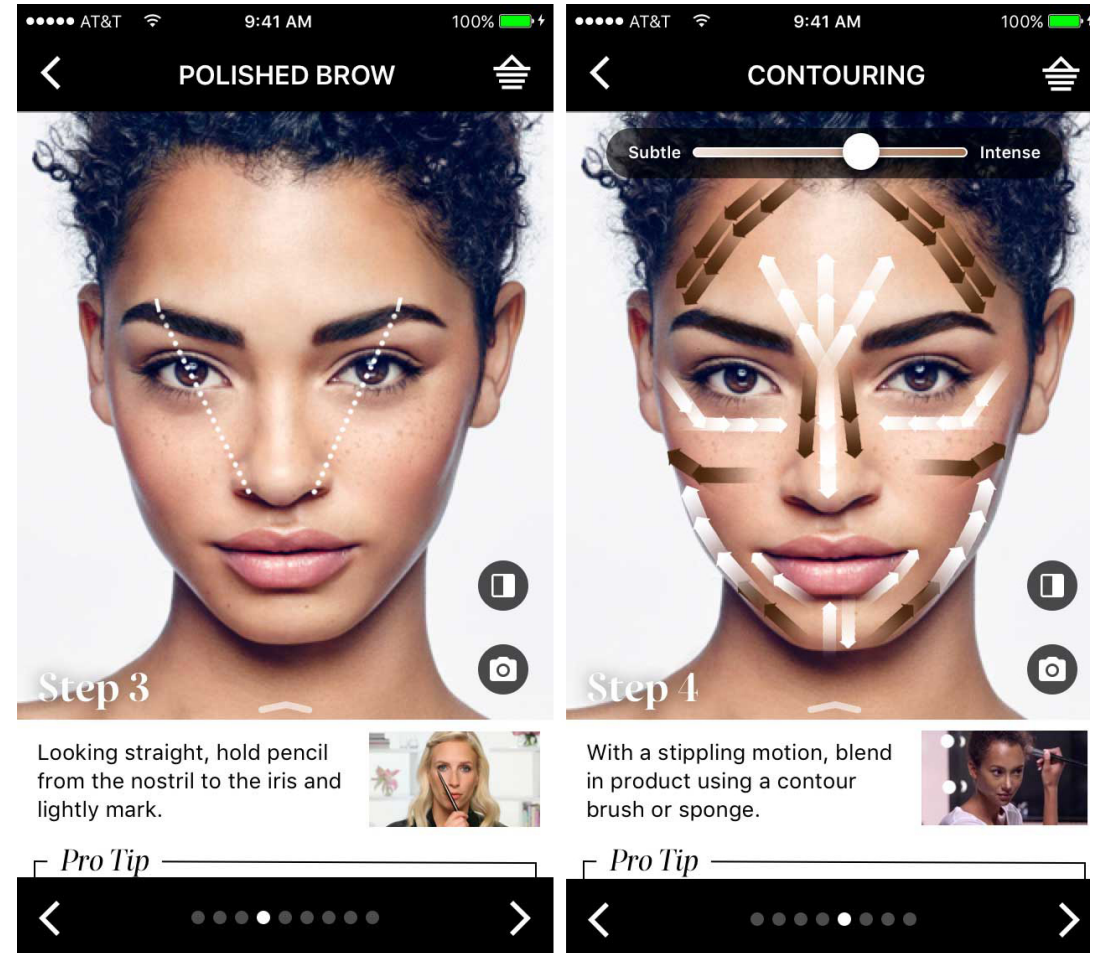 AT&T 9:41 AM 100%
POLISHED BROW
Step 3
Looking straight, hold pencil
from the nostril to the iris and
lightly mark.
Pro Tip
AT&T 9:41 AM 100%
CONTOURING
Subtle Intense
Step 4
With a stippling motion, blend
in product using a contour
brush or sponge.
Pro Tip